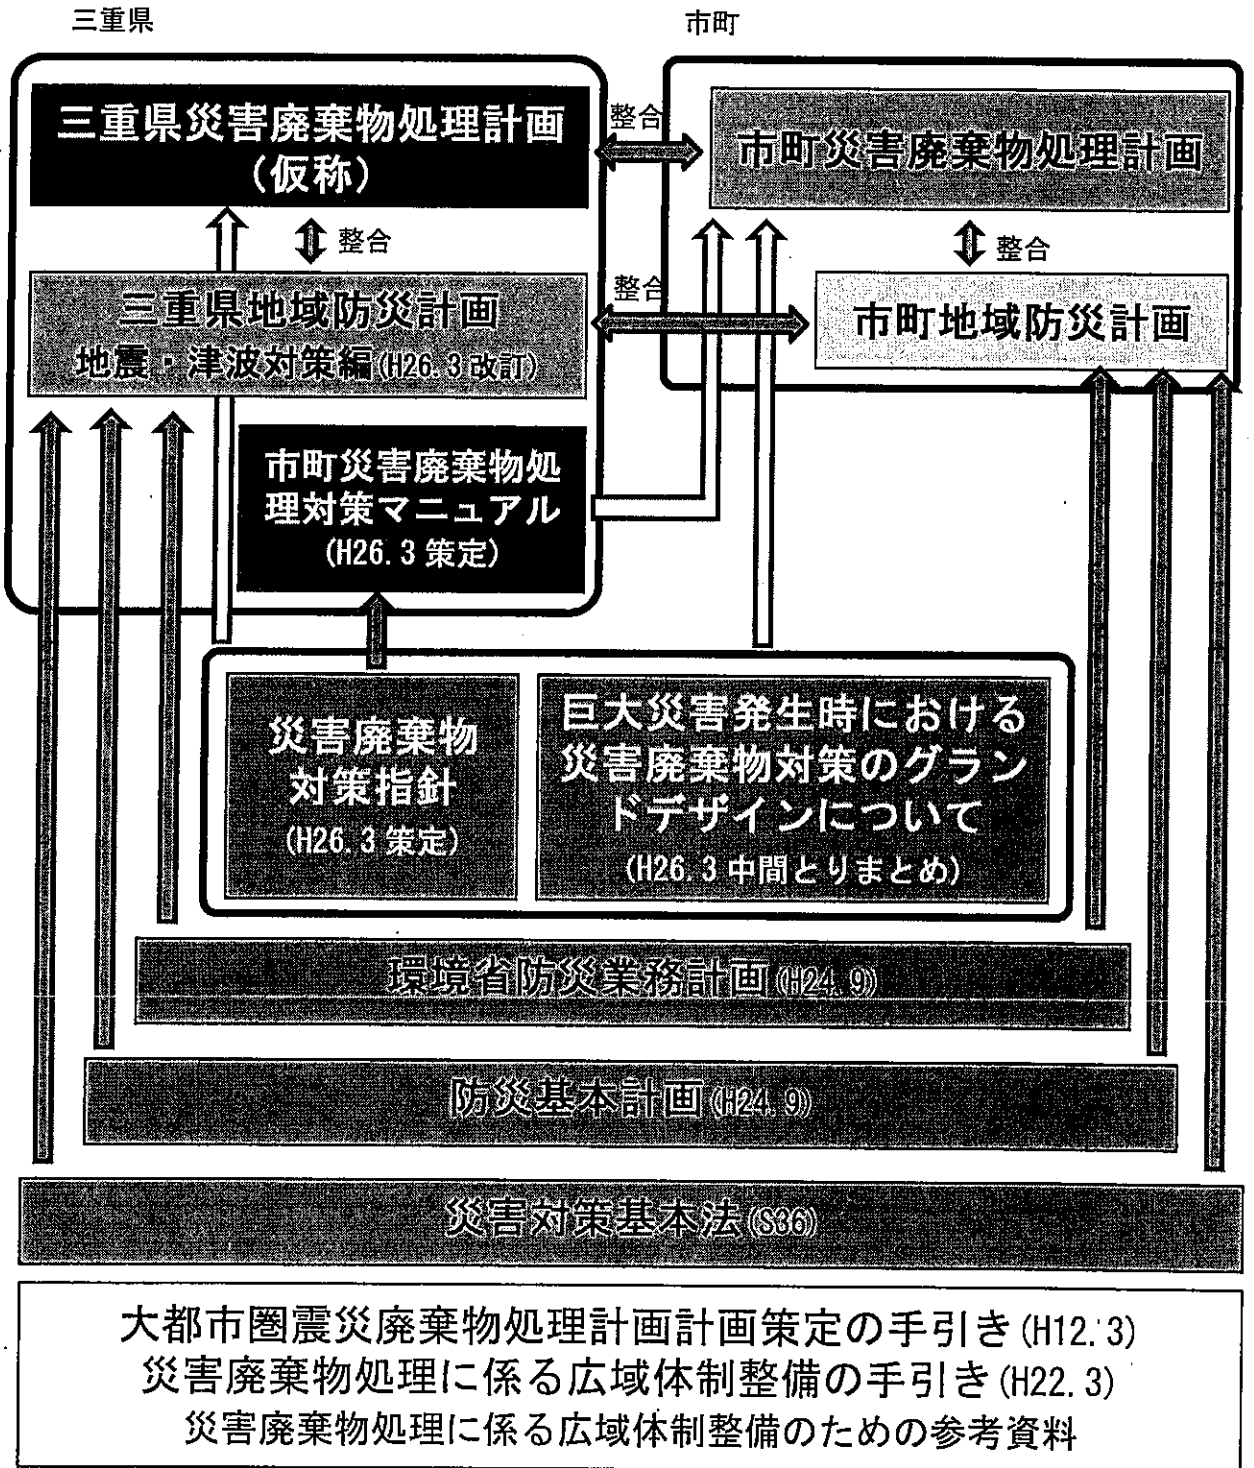 三重県
市町
三重県災害廃棄物処理計画
(仮称)
整合
市町災害廃棄物処理計画
整合
整合
三重県地域防災計画
地震・津波対策編(H26.3改訂)
整合
市町地域防災計画
市町災害廃棄物処
理対策マニュアル
(H26.3策定)
災害廃棄物
対策指針
(H26.3策定)
巨大災害発生時における
災害廃棄物対策のグラン
ドデザインについて
(H26.3中間とりまとめ)
環境省防災業務計画(H24.9)
防災基本計画(H24.9)
災害対策基本法(S36)
大都市圏震災廃棄物処理計画計画策定の手引き(H12.3)
災害廃棄物処理に係る広域体制整備の手引き(H22.3)
災害廃棄物処理に係る広域体制整備のための参考資料